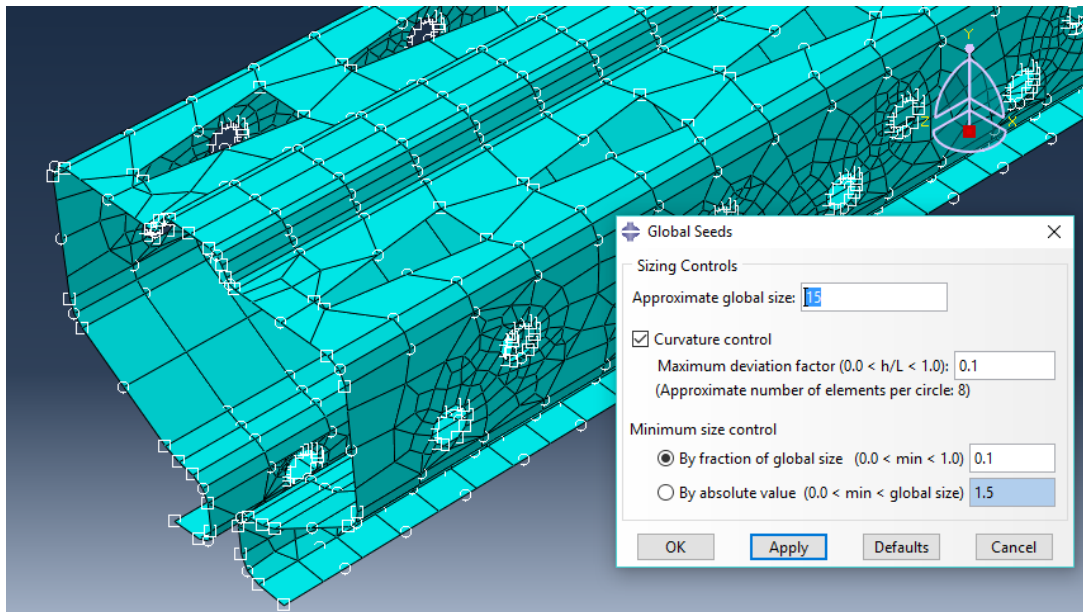 Y
Z
X
Global Seeds
Sizing Controls
Approximate global size: 15
Curvature control
Maximum deviation factor (0.0 < h/L < 1.0): 0.1
(Approximate number of elements per circle: 8)
Minimum size control
By fraction of global size (0.0 < min < 1.0) 0.1
By absolute value (0.0 < min < global size) 1.5
OK Apply Defaults Cancel